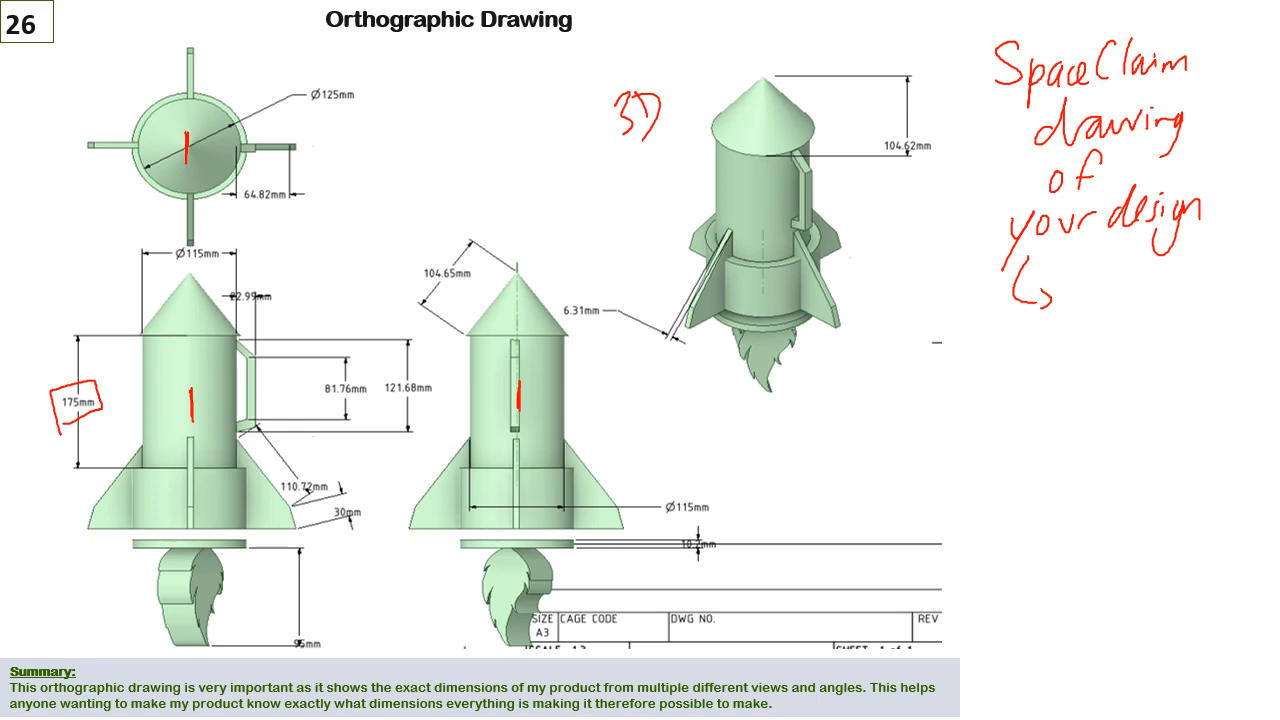 26
Orthographic Drawing
SpaceClaim
drawing
of
your design
3D
Ø125mm
64.82mm
104.62mm
Ø115mm
22.99mm
104.65mm
6.31mm
175mm
81.76mm
121.68mm
110.72mm
30mm
Ø115mm
10.2mm
95mm
SIZE
A3
CAGE CODE
DWG NO.
REV
Summary:
This orthographic drawing is very important as it shows the exact dimensions of my product from multiple different views and angles. This helps
anyone wanting to make my product know exactly what dimensions everything is making it therefore possible to make.